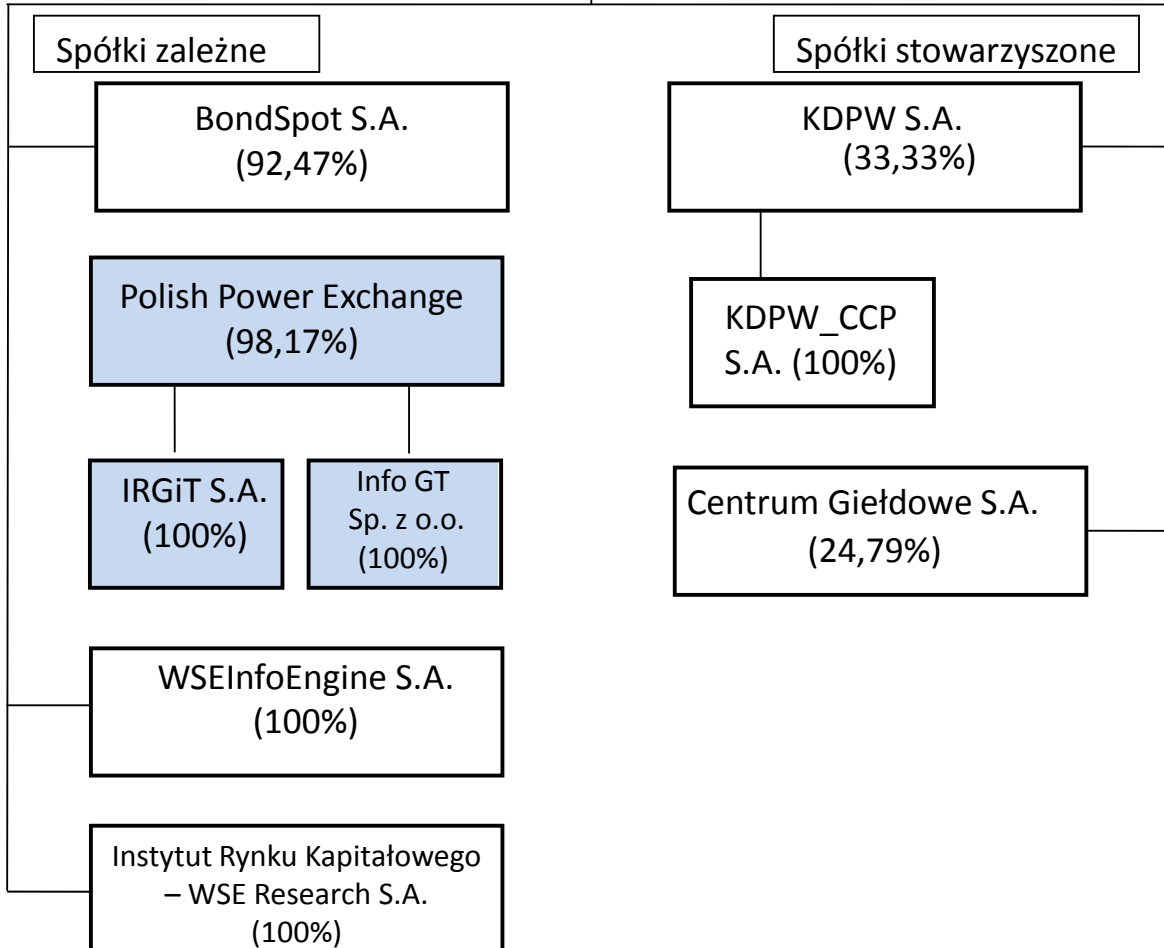 Spółki zależne
BondSpot S.A.
(92,47%)
Polish Power Exchange
(98,17%)
IRGiT S.A.
(100%)
Info GT
Sp. z o.o.
(100%)
WSEInfoEngine S.A.
(100%)
Instytut Rynku Kapitałowego
– WSE Research S.A.
(100%)
Spółki stowarzyszone
KDPW S.A.
(33,33%)
KDPW_CCP
S.A. (100%)
Centrum Giełdowe S.A.
(24,79%)